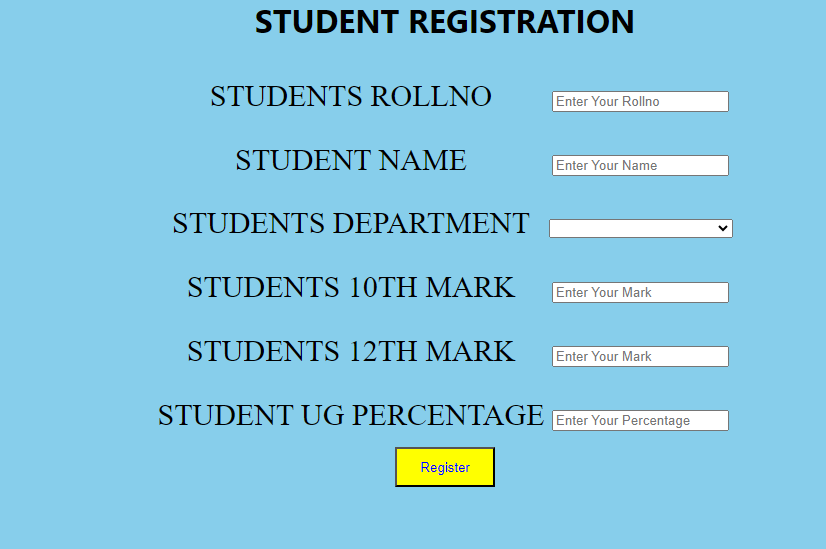 STUDENT REGISTRATION
STUDENTS ROLLNO Enter Your Rollno
STUDENT NAME Enter Your Name
STUDENTS DEPARTMENT
STUDENTS 10TH MARK Enter Your Mark
STUDENTS 12TH MARK Enter Your Mark
STUDENT UG PERCENTAGE Enter Your Percentage
Register